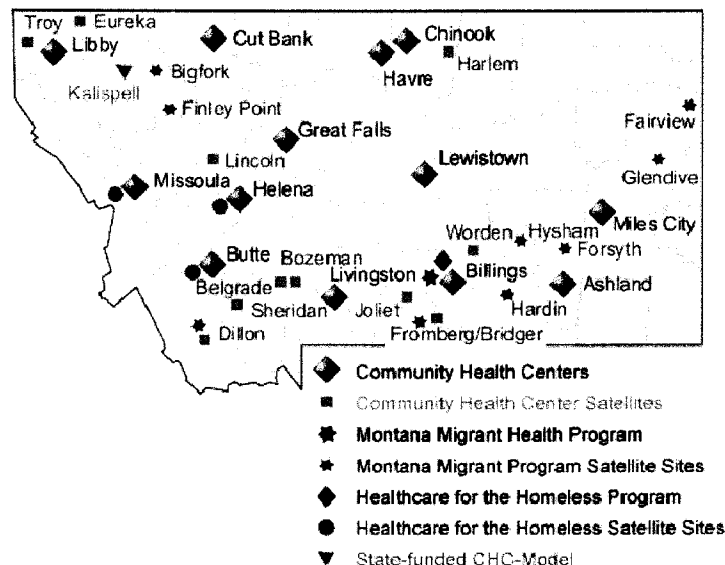 Troy
Eureka
Libby
Cut Bank
Chinook
Havre
Harlem
Kalispell
Bigfork
Finley Point
Great Falls
Fairview
Lincoln
Lewistown
Glendive
Missoula
Helena
Miles City
Worden
Hysham
Forsyth
Butte
Bozeman
Livingston
Billings
Ashland
Belgrade
Sheridan
Joliet
Hardin
Dillon
Fromberg/Bridger
Community Health Centers
Community Health Center Satellites
Montana Migrant Health Program
Montana Migrant Program Satellite Sites
Healthcare for the Homeless Program
Healthcare for the Homeless Satellite Sites
State-funded CHC-Model